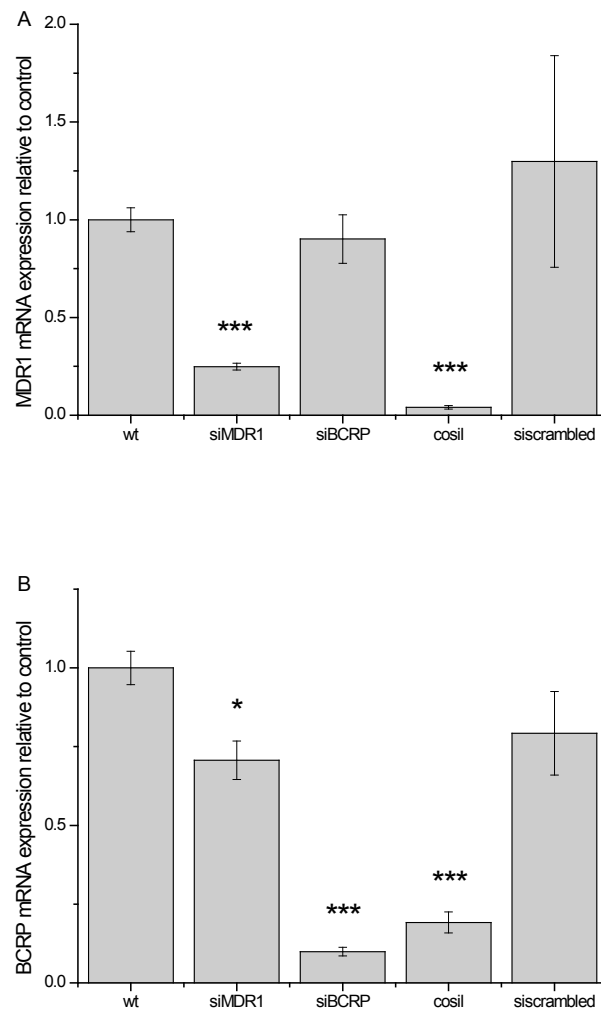 A
MDR1 mRNA expression relative to control
2.0
1.5
1.0
0.5
0.0
***
***
wt siMDR1 siBCRP cosil siscrambled
B
BCRP mRNA expression relative to control
1.0
0.5
0.0
*
***
***
wt siMDR1 siBCRP cosil siscrambled